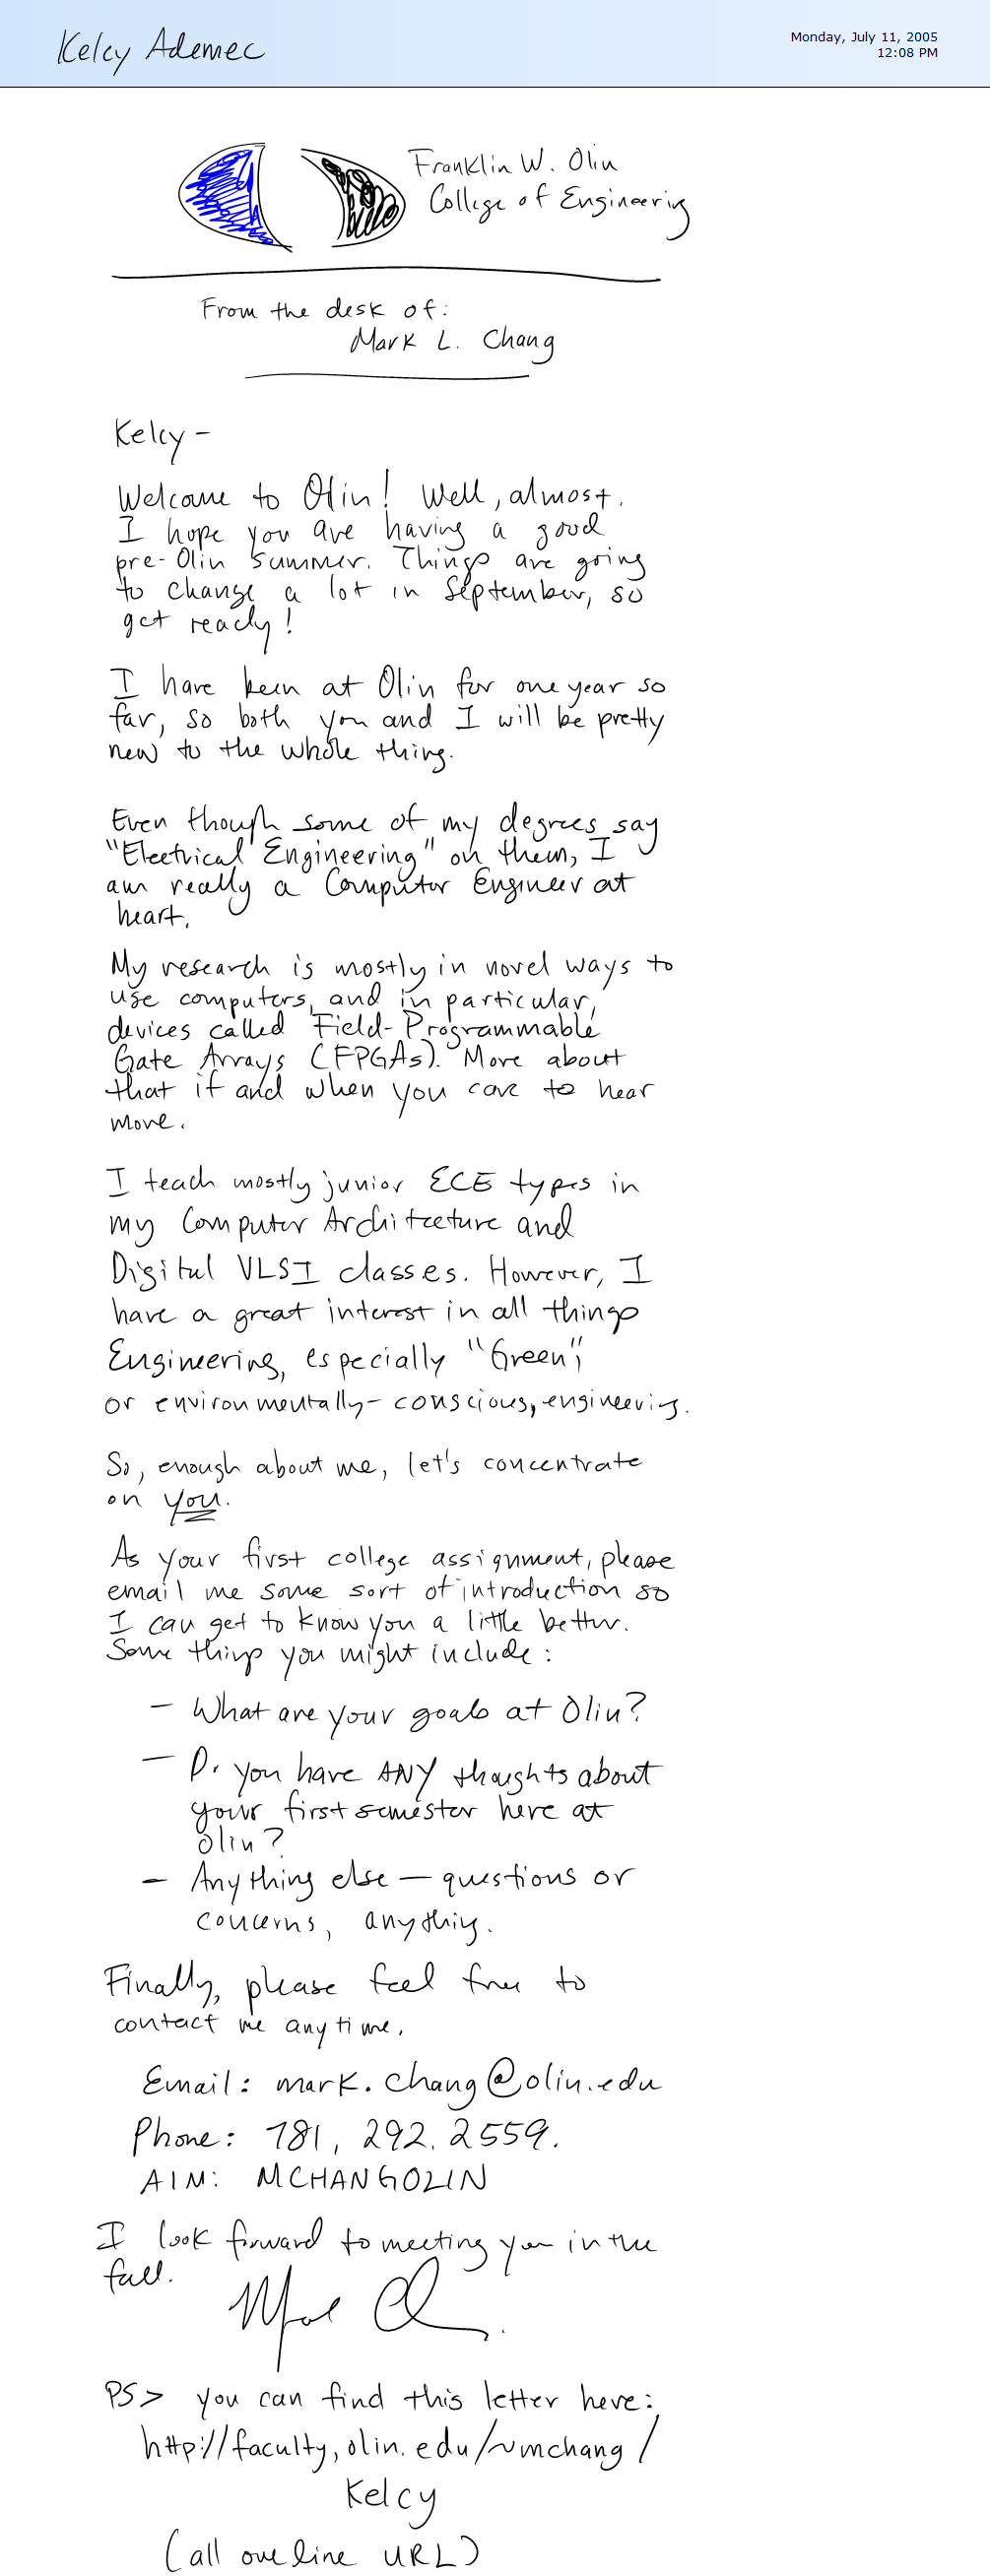 Kelcy Ademec
Monday, July 11, 2005
12:08 PM
Franklin W. Olin
College of Engineering
From the desk of:
Mark L. Chang
Kelcy -
Welcome to Olin! Well, almost.
I hope you are having a good
pre-Olin summer. Things are going
to change a lot in September, so
get ready!
I have been at Olin for one year so
far, so both you and I will be pretty
new to the whole thing.
Even though some of my degrees say
"Electrical Engineering" on them, I
am really a Computer Engineer at
heart.
My research is mostly in novel ways to
use computers, and in particular,
devices called Field-Programmable
Gate Arrays (FPGAs). More about
that if and when you care to hear
more.
I teach mostly junior ECE types in
my Computer Architecture and
Digital VLSI classes. However, I
have a great interest in all things
Engineering, especially "Green",
or environmentally-conscious, engineering.
So, enough about me, let's concentrate
on you.
As your first college assignment, please
email me some sort of introduction so
I can get to know you a little better.
Some things you might include:
- What are your goals at Olin?
- Do you have ANY thoughts about
your first semester here at
Olin?
- Anything else - questions or
concerns, anything.
Finally, please feel free to
contact me anytime.
Email: mark.chang@olin.edu
Phone: 781.292.2559.
AIM: MCHANGOLIN
I look forward to meeting you in the
fall.
Mark Chang
PS> you can find this letter here:
http://faculty.olin.edu/~mchang/
Kelcy
(all one line URL)